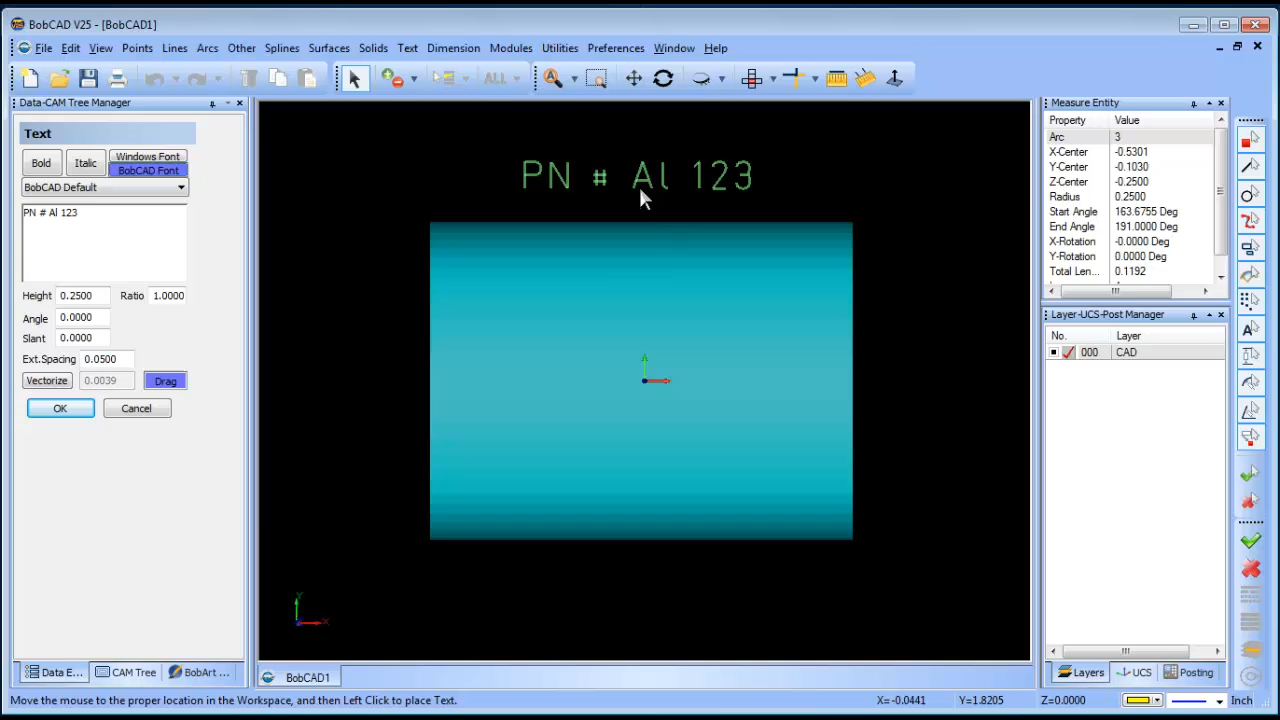 BobCAD V25 - [BobCAD1]
File Edit View Points Lines Arcs Other Splines Surfaces Solids Text Dimension Modules Utilities Preferences Window Help
ALL
Data-CAM Tree Manager
Text
Bold Italic Windows Font
BobCAD Font
BobCAD Default
PN # Al 123
Height 0.2500 Ratio 1.0000
Angle 0.0000
Slant 0.0000
Ext.Spacing 0.0500
Vectorize 0.0039 Drag
OK Cancel
Data E... CAM Tree BobArt ...
PN # Al 123
Y
X
BobCAD1
Measure Entity
Property Value
Arc 3
X-Center -0.5301
Y-Center -0.1030
Z-Center -0.2500
Radius 0.2500
Start Angle 163.6755 Deg
End Angle 191.0000 Deg
X-Rotation -0.0000 Deg
Y-Rotation 0.0000 Deg
Total Len... 0.1192
Layer-UCS-Post Manager
No. Layer
000 CAD
Layers UCS Posting
Move the mouse to the proper location in the Workspace, and then Left Click to place Text.
X=-0.0441 Y=1.8205 Z=0.0000 Inch